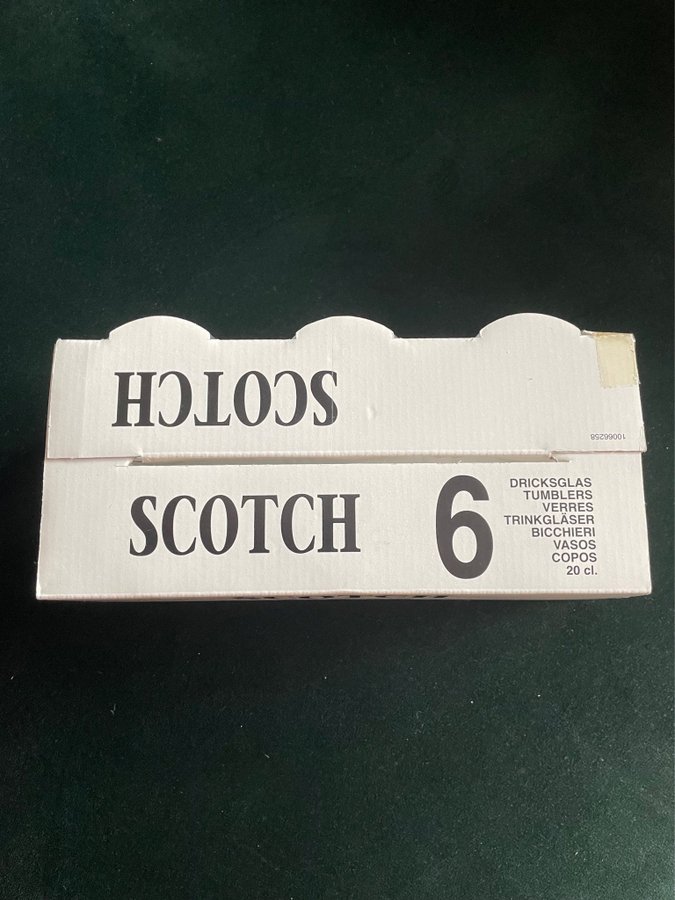 SCOTCH
10066258
SCOTCH
6
DRICKSGLAS
TUMBLERS
VERRES
TRINKGLÄSER
BICCHIERI
VASOS
COPOS
20 cl.